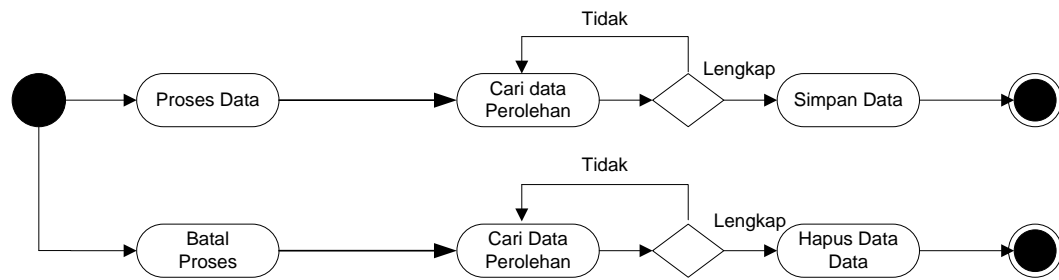 Tidak
Proses Data
Cari data
Perolehan
Lengkap
Simpan Data
Tidak
Batal
Proses
Cari Data
Perolehan
Lengkap
Hapus Data
Data